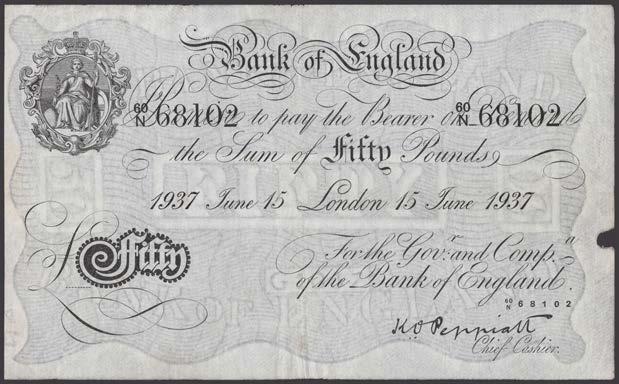 Bank of England
I Promise to pay the Bearer on Demand
60/N 68102 60/N 68102
the Sum of Fifty Pounds
1937 June 15 London 15 June 1937
£ Fifty
For the Govr. and Compa.
of the Bank of England.
60/N 68102
K O Peppiatt
Chief Cashier.